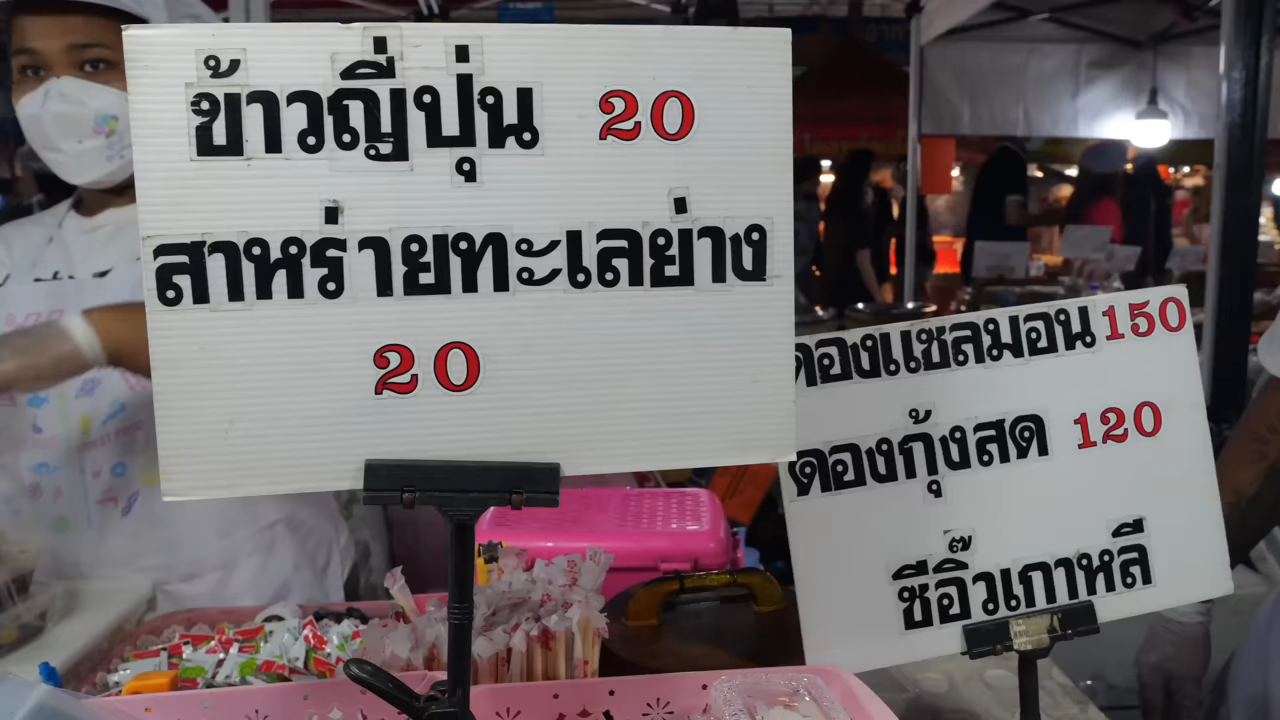 ข้าวญี่ปุ่น 20
สาหร่ายทะเลย่าง
20
ดองแซลมอน 150
ดองกุ้งสด 120
ซีอิ๊วเกาหลี